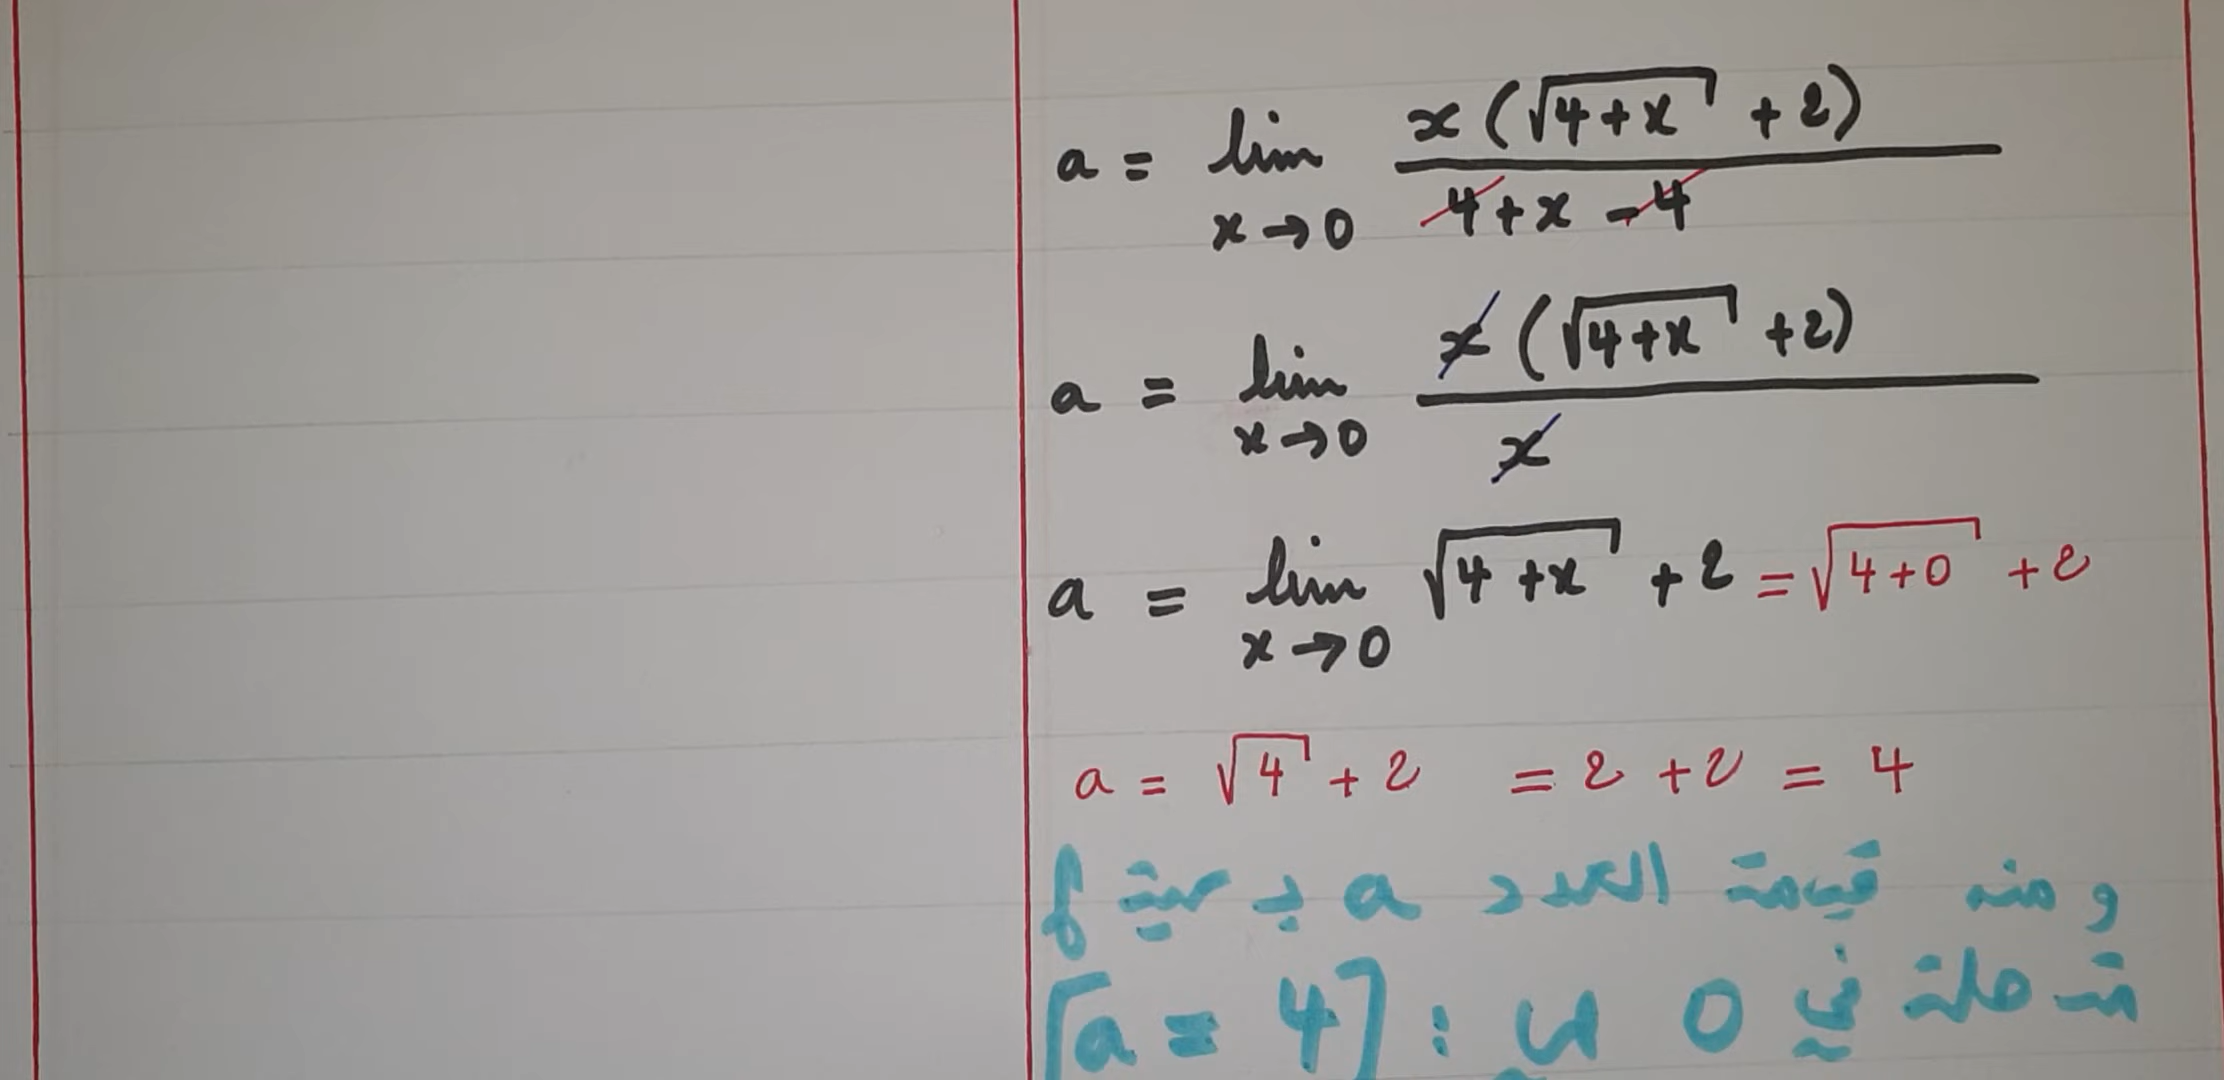 a = lim x→0 x(√4+x + 2) / 4+x-4
a = lim x→0 x(√4+x + 2) / x
a = lim x→0 √4+x + 2 = √4+0 + 2
a = √4 + 2 = 2 + 2 = 4
و منه قيمة العدد a بحيث f
متصلة في 0 هي : [a = 4]